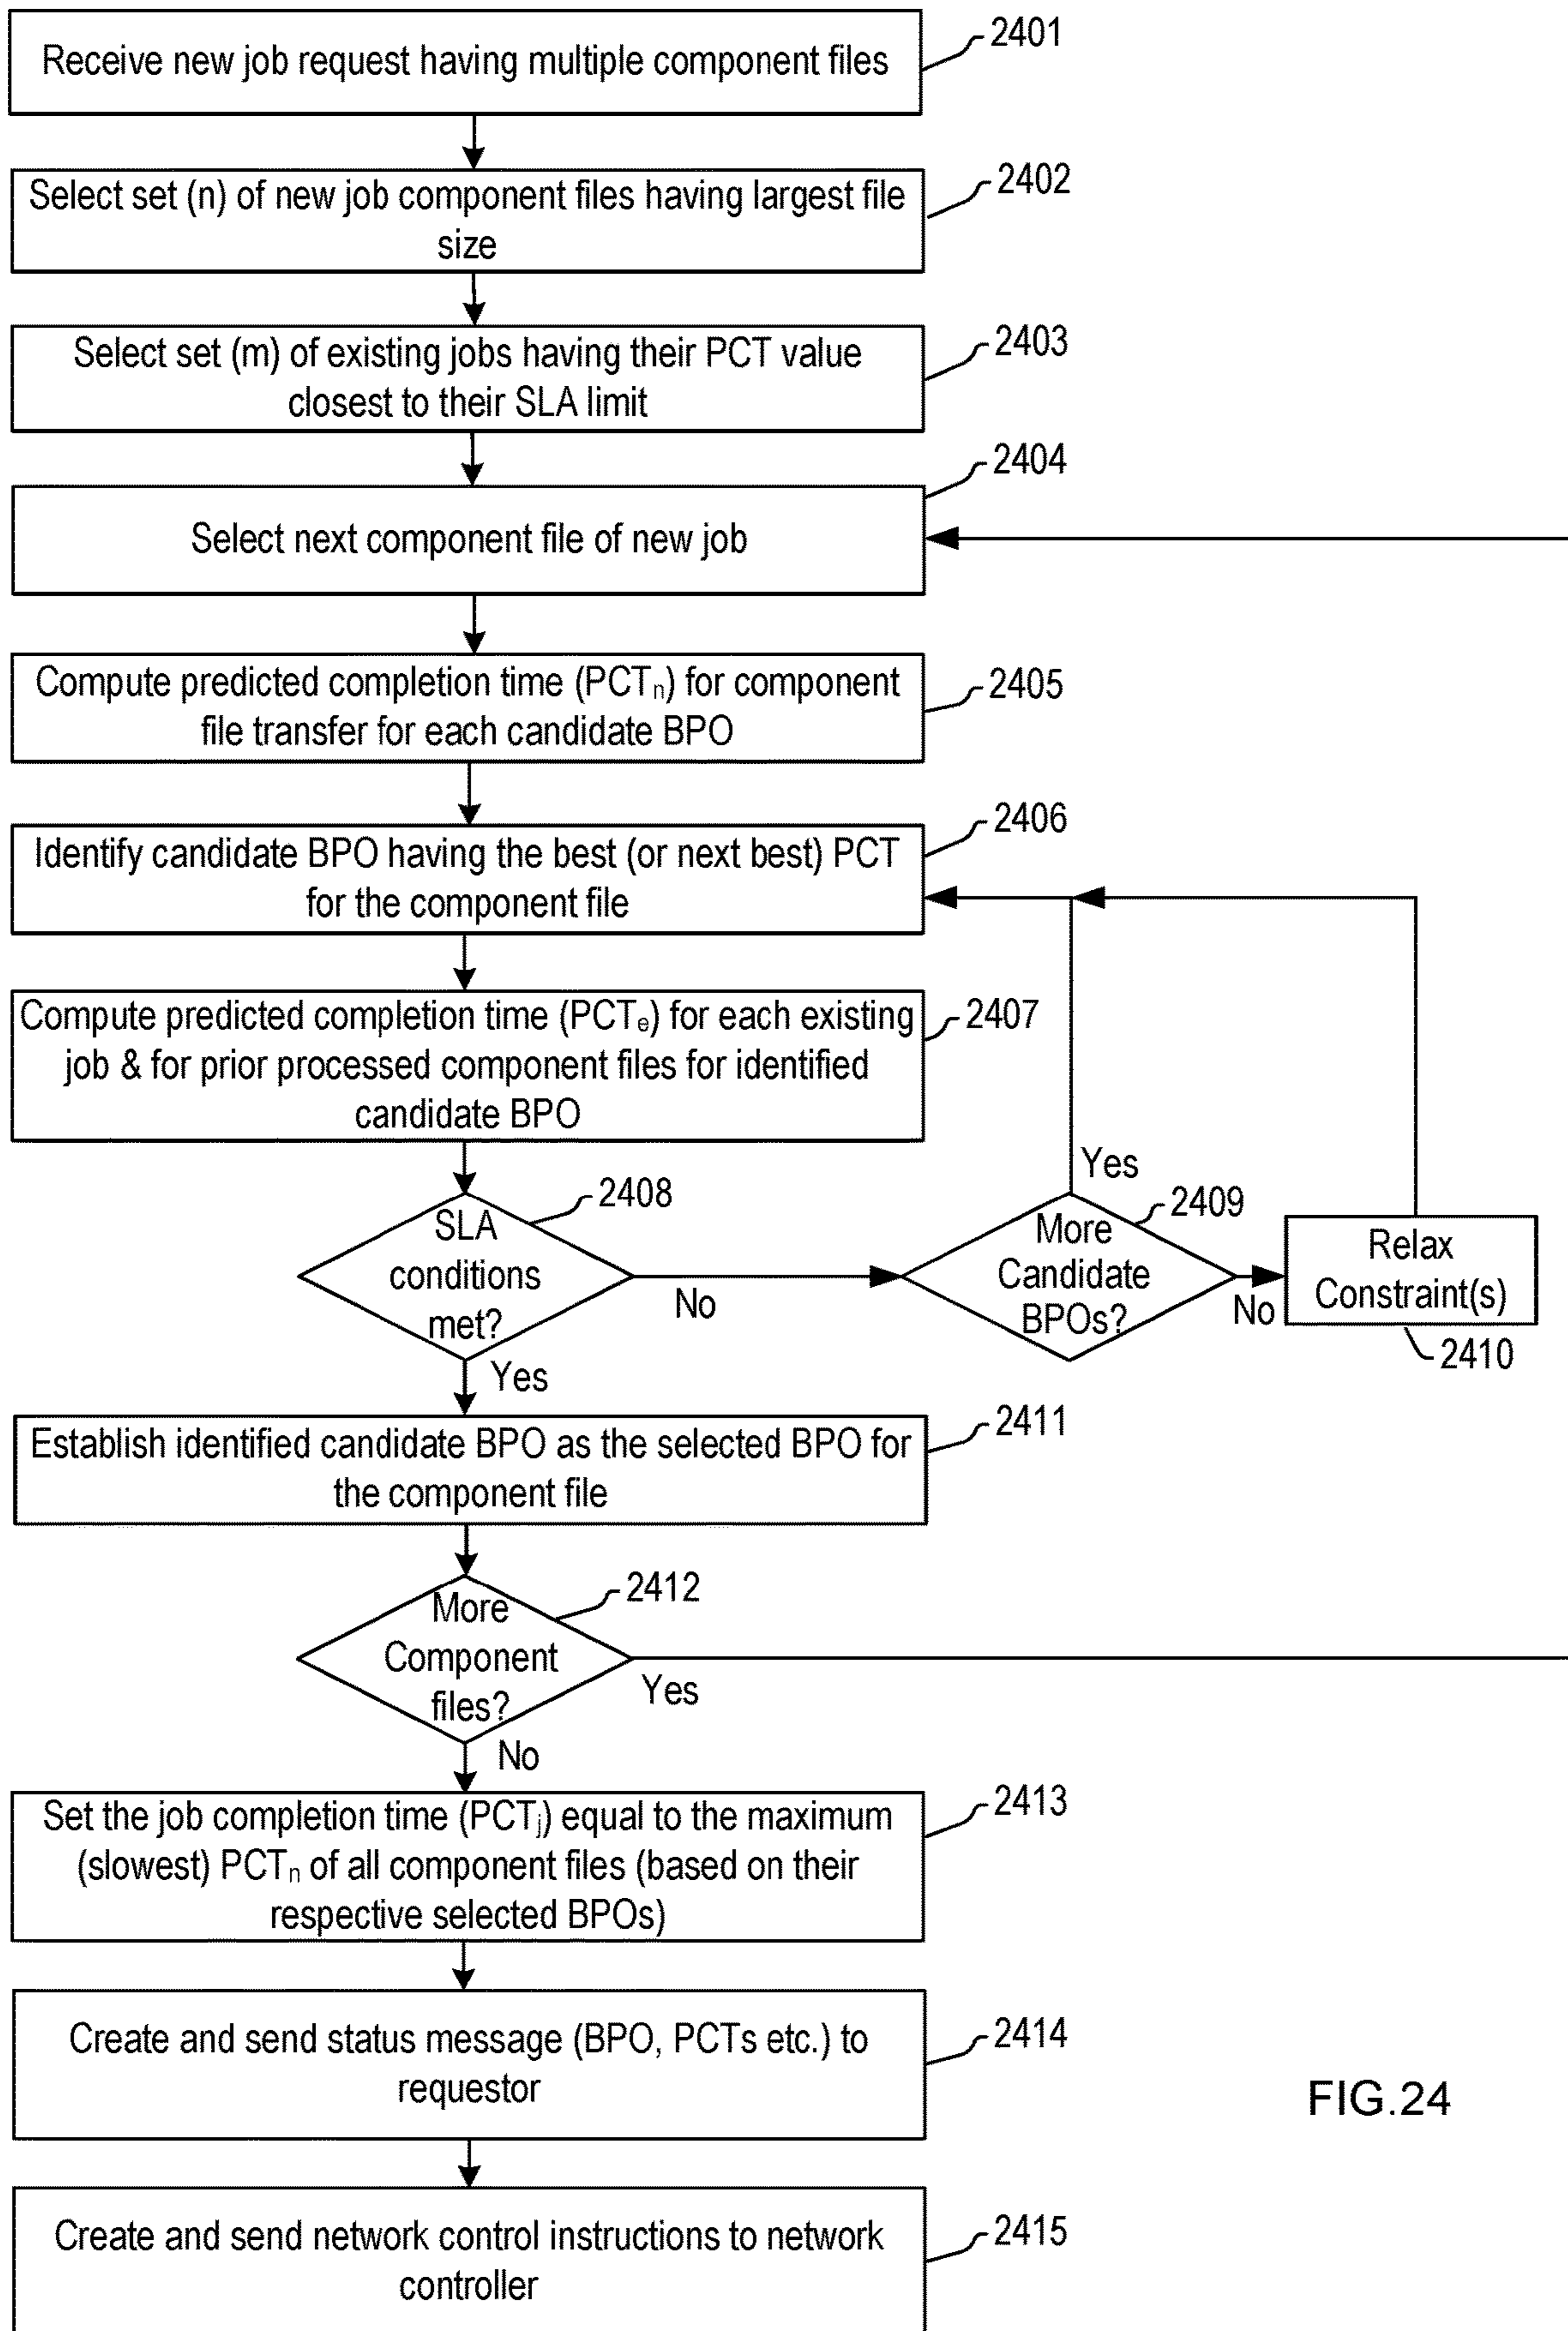 Receive new job request having multiple component files
2401
Select set (n) of new job component files having largest file
size
2402
Select set (m) of existing jobs having their PCT value
closest to their SLA limit
2403
Select next component file of new job
2404
Compute predicted completion time (PCTn) for component
file transfer for each candidate BPO
2405
Identify candidate BPO having the best (or next best) PCT
for the component file
2406
Compute predicted completion time (PCTe) for each existing
job & for prior processed component files for identified
candidate BPO
2407
SLA
conditions
met?
2408
No
Yes
More
Candidate
BPOs?
2409
Yes
No
Relax
Constraint(s)
2410
Establish identified candidate BPO as the selected BPO for
the component file
2411
More
Component
files?
2412
Yes
No
Set the job completion time (PCTj) equal to the maximum
(slowest) PCTn of all component files (based on their
respective selected BPOs)
2413
Create and send status message (BPO, PCTs etc.) to
requestor
2414
Create and send network control instructions to network
controller
2415
FIG.24